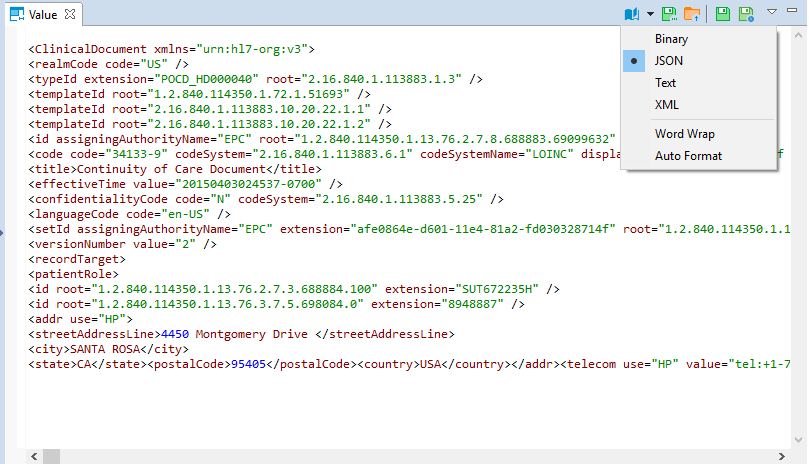 Value
Binary
JSON
Text
XML
Word Wrap
Auto Format
<ClinicalDocument xmlns="urn:hl7-org:v3">
<realmCode code="US" />
<typeId extension="POCD_HD000040" root="2.16.840.1.113883.1.3" />
<templateId root="1.2.840.114350.1.72.1.51693" />
<templateId root="2.16.840.1.113883.10.20.22.1.1" />
<templateId root="2.16.840.1.113883.10.20.22.1.2" />
<id assigningAuthorityName="EPC" root="1.2.840.114350.1.13.76.2.7.8.688883.69099632"
<code code="34133-9" codeSystem="2.16.840.1.113883.6.1" codeSystemName="LOINC" displa
<title>Continuity of Care Document</title>
<effectiveTime value="20150403024537-0700" />
<confidentialityCode code="N" codeSystem="2.16.840.1.113883.5.25" />
<languageCode code="en-US" />
<setId assigningAuthorityName="EPC" extension="afe0864e-d601-11e4-81a2-fd030328714f" root="1.2.840.114350.1.1
<versionNumber value="2" />
<recordTarget>
<patientRole>
<id root="1.2.840.114350.1.13.76.2.7.3.688884.100" extension="SUT672235H" />
<id root="1.2.840.114350.1.13.76.3.7.5.698084.0" extension="8948887" />
<addr use="HP">
<streetAddressLine>4450 Montgomery Drive </streetAddressLine>
<city>SANTA ROSA</city>
<state>CA</state><postalCode>95405</postalCode><country>USA</country></addr><telecom use="HP" value="tel:+1-7